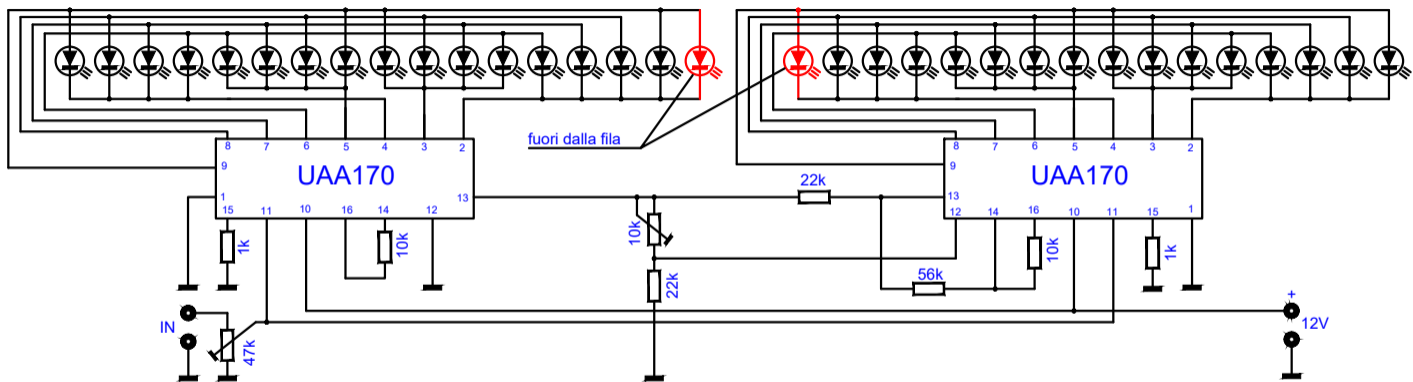 fuori dalla fila
8 7 6 5 4 3 2
9
UAA170
1
13
15 11 10 16 14 12
1k
10k
10k
22k
22k
56k
8 7 6 5 4 3 2
9
UAA170
13
12 14 16 10 11 15 1
10k
1k
IN
47k
+
12V